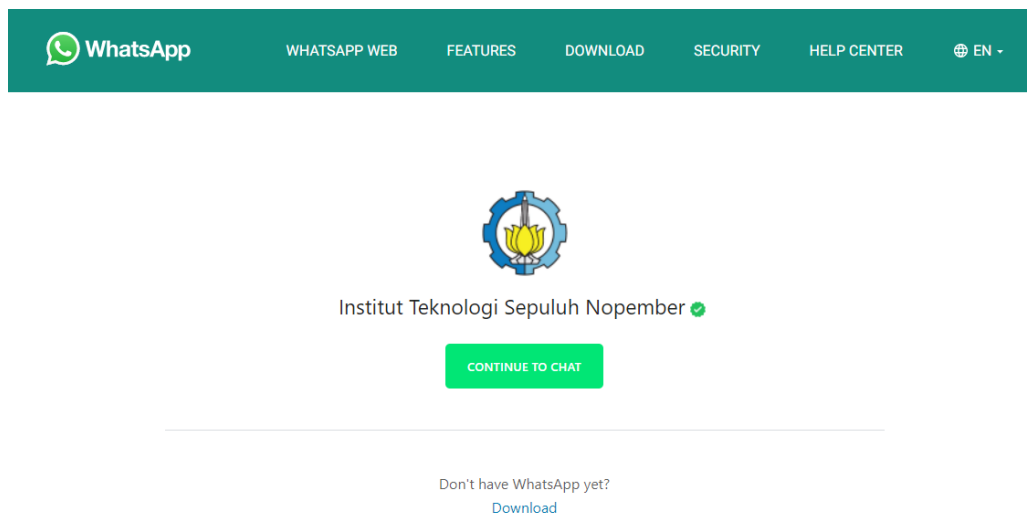 WhatsApp WHATSAPP WEB FEATURES DOWNLOAD SECURITY HELP CENTER EN
Institut Teknologi Sepuluh Nopember
CONTINUE TO CHAT
Don't have WhatsApp yet?
Download